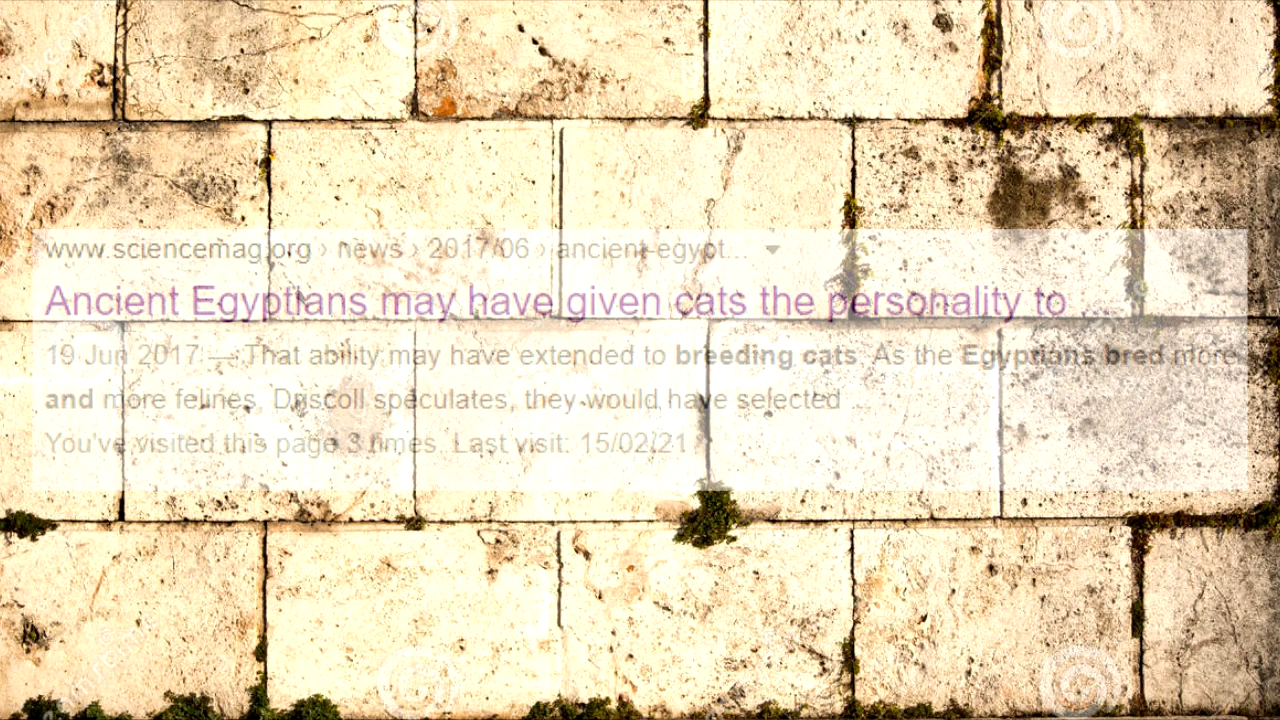 www.sciencemag.org › news › 2017/06 › ancient-egypt...
Ancient Egyptians may have given cats the personality to
19 Jun 2017 — That ability may have extended to breeding cats. As the Egyptians bred more
and more felines, Driscoll speculates, they would have selected
You've visited this page 3 times. Last visit: 15/02/21